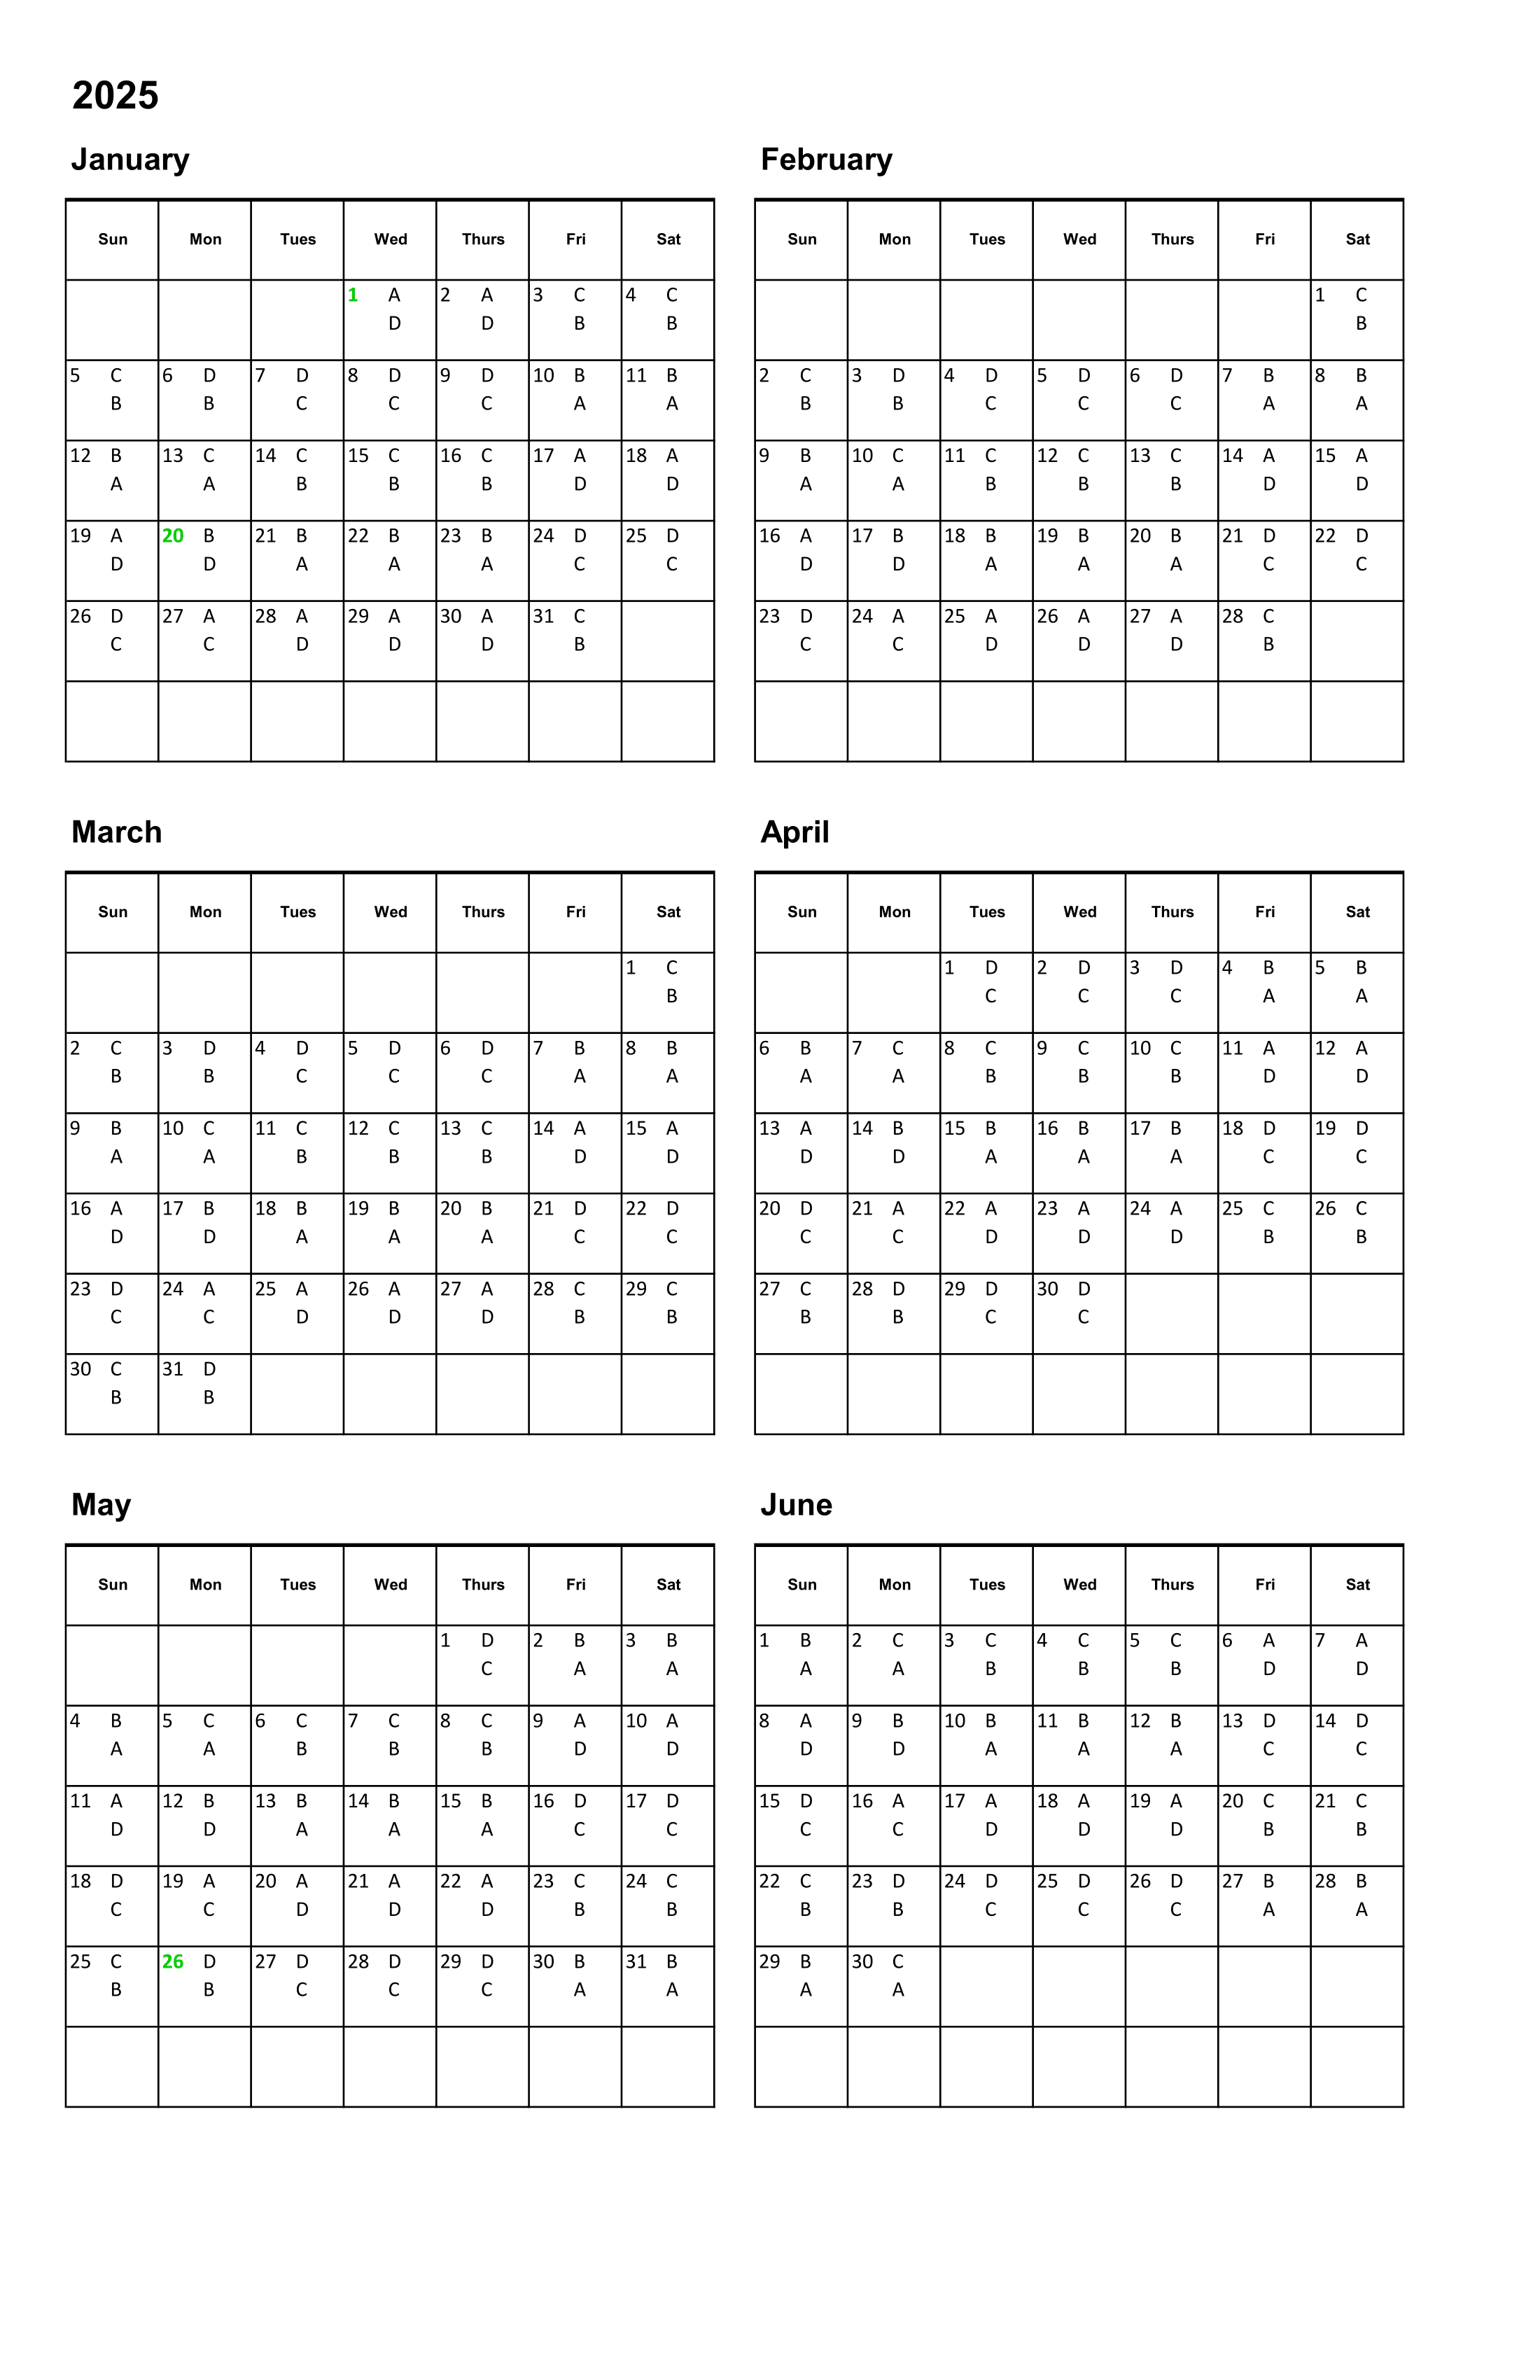 2025
January
Sun Mon Tues Wed Thurs Fri Sat
1 A 2 A 3 C 4 C
D D B B
5 C 6 D 7 D 8 D 9 D 10 B 11 B
B B C C C A A
12 B 13 C 14 C 15 C 16 C 17 A 18 A
A A B B B D D
19 A 20 B 21 B 22 B 23 B 24 D 25 D
D D A A A C C
26 D 27 A 28 A 29 A 30 A 31 C
C C D D D B
February
Sun Mon Tues Wed Thurs Fri Sat
1 C
B
2 C 3 D 4 D 5 D 6 D 7 B 8 B
B B C C C A A
9 B 10 C 11 C 12 C 13 C 14 A 15 A
A A B B B D D
16 A 17 B 18 B 19 B 20 B 21 D 22 D
D D A A A C C
23 D 24 A 25 A 26 A 27 A 28 C
C C D D D B
March
Sun Mon Tues Wed Thurs Fri Sat
1 C
B
2 C 3 D 4 D 5 D 6 D 7 B 8 B
B B C C C A A
9 B 10 C 11 C 12 C 13 C 14 A 15 A
A A B B B D D
16 A 17 B 18 B 19 B 20 B 21 D 22 D
D D A A A C C
23 D 24 A 25 A 26 A 27 A 28 C 29 C
C C D D D B B
30 C 31 D
B B
April
Sun Mon Tues Wed Thurs Fri Sat
1 D 2 D 3 D 4 B 5 B
C C C A A
6 B 7 C 8 C 9 C 10 C 11 A 12 A
A A B B B D D
13 A 14 B 15 B 16 B 17 B 18 D 19 D
D D A A A C C
20 D 21 A 22 A 23 A 24 A 25 C 26 C
C C D D D B B
27 C 28 D 29 D 30 D
B B C C
May
Sun Mon Tues Wed Thurs Fri Sat
1 D 2 B 3 B
C A A
4 B 5 C 6 C 7 C 8 C 9 A 10 A
A A B B B D D
11 A 12 B 13 B 14 B 15 B 16 D 17 D
D D A A A C C
18 D 19 A 20 A 21 A 22 A 23 C 24 C
C C D D D B B
25 C 26 D 27 D 28 D 29 D 30 B 31 B
B B C C C A A
June
Sun Mon Tues Wed Thurs Fri Sat
1 B 2 C 3 C 4 C 5 C 6 A 7 A
A A B B B D D
8 A 9 B 10 B 11 B 12 B 13 D 14 D
D D A A A C C
15 D 16 A 17 A 18 A 19 A 20 C 21 C
C C D D D B B
22 C 23 D 24 D 25 D 26 D 27 B 28 B
B B C C C A A
29 B 30 C
A A